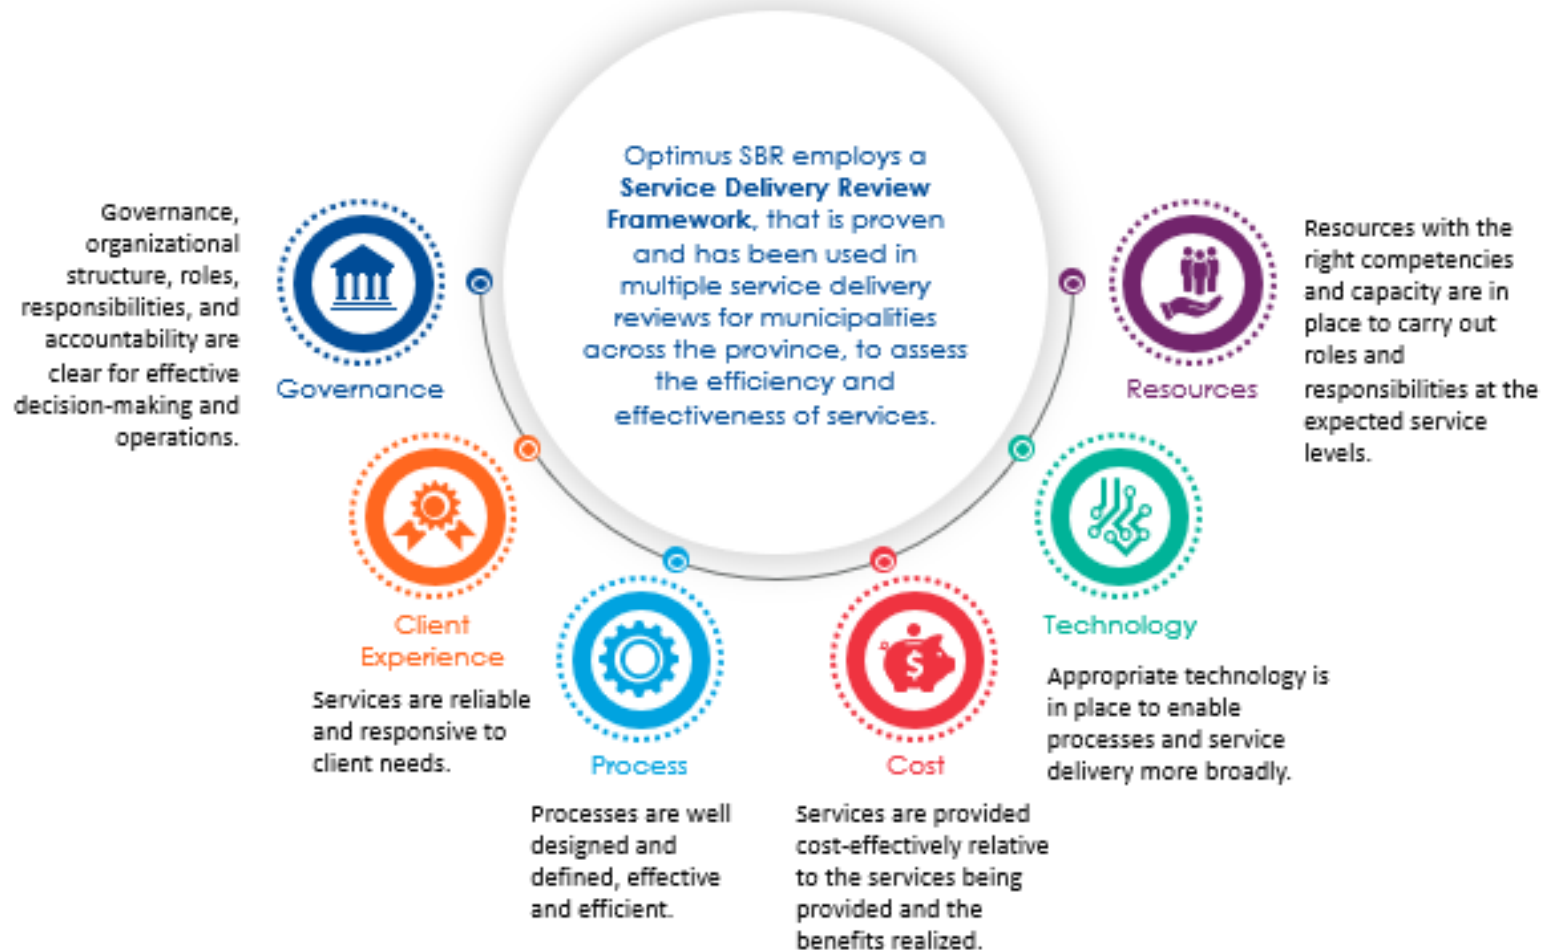 Optimus SBR employs a
Service Delivery Review
Framework, that is proven
and has been used in
multiple service delivery
reviews for municipalities
across the province, to assess
the efficiency and
effectiveness of services.
Governance,
organizational
structure, roles,
responsibilities, and
accountability are
clear for effective
decision-making and
operations.
Governance
Client
Experience
Services are reliable
and responsive to
client needs.
Process
Processes are well
designed and
defined, effective
and efficient.
$
Cost
Services are provided
cost-effectively relative
to the services being
provided and the
benefits realized.
Technology
Appropriate technology is
in place to enable
processes and service
delivery more broadly.
Resources
Resources with the
right competencies
and capacity are in
place to carry out
roles and
responsibilities at the
expected service
levels.